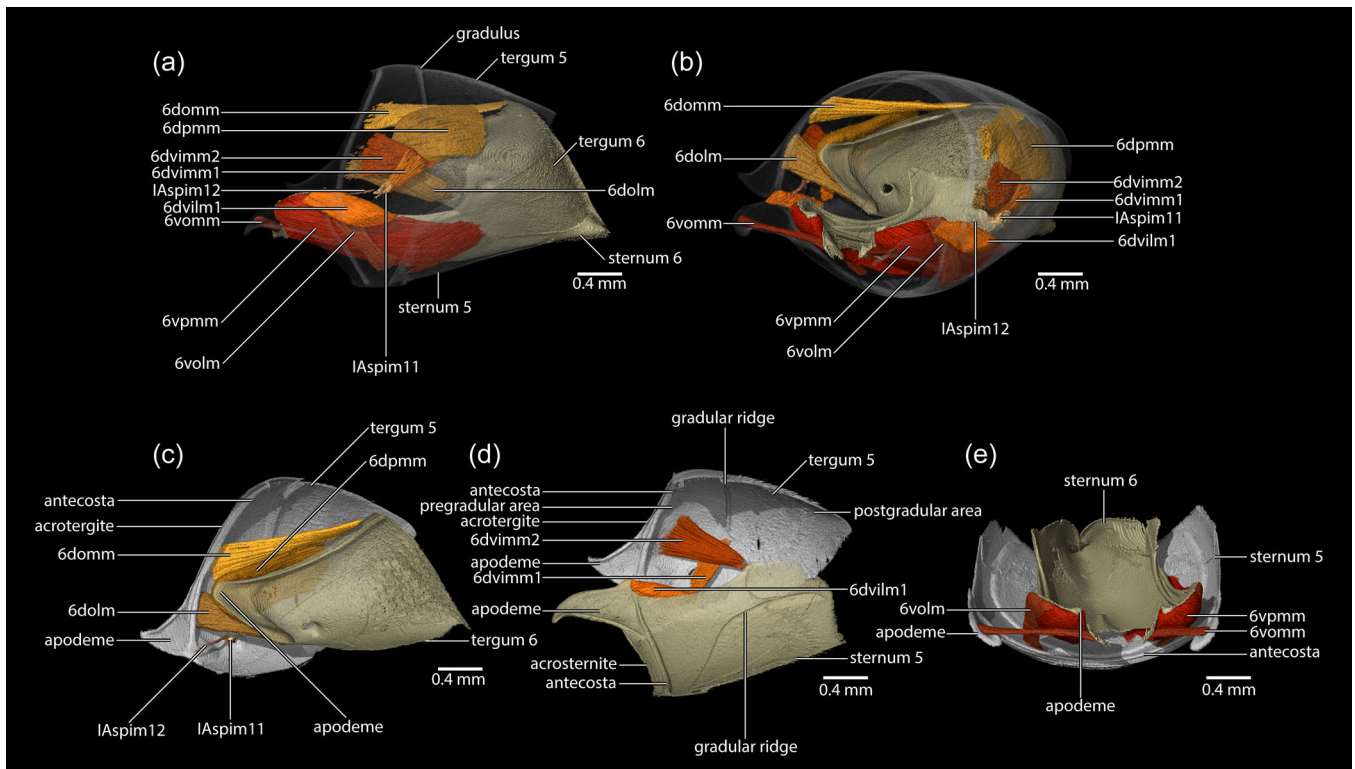 (a)
gradulus
tergum 5
6domm
6dpmm
6dvimm2
6dvimm1
IAspim12
6dvilm1
6vomm
tergum 6
6dolm
sternum 6
0.4 mm
sternum 5
6vpmm
6volm
IAspim11
(b)
6domm
6dolm
6vomm
6dpmm
6dvimm2
6dvimm1
IAspim11
6dvilm1
0.4 mm
6vpmm
IAspim12
6volm
(c)
tergum 5
6dpmm
antecosta
acrotergite
6domm
6dolm
apodeme
tergum 6
0.4 mm
IAspim12
IAspim11
apodeme
(d)
gradular ridge
tergum 5
antecosta
pregradular area
acrotergite
6dvimm2
apodeme
6dvimm1
postgradular area
6dvilm1
apodeme
sternum 5
acrosternite
antecosta
0.4 mm
gradular ridge
(e)
sternum 6
sternum 5
6volm
apodeme
6vpmm
6vomm
antecosta
0.4 mm
apodeme